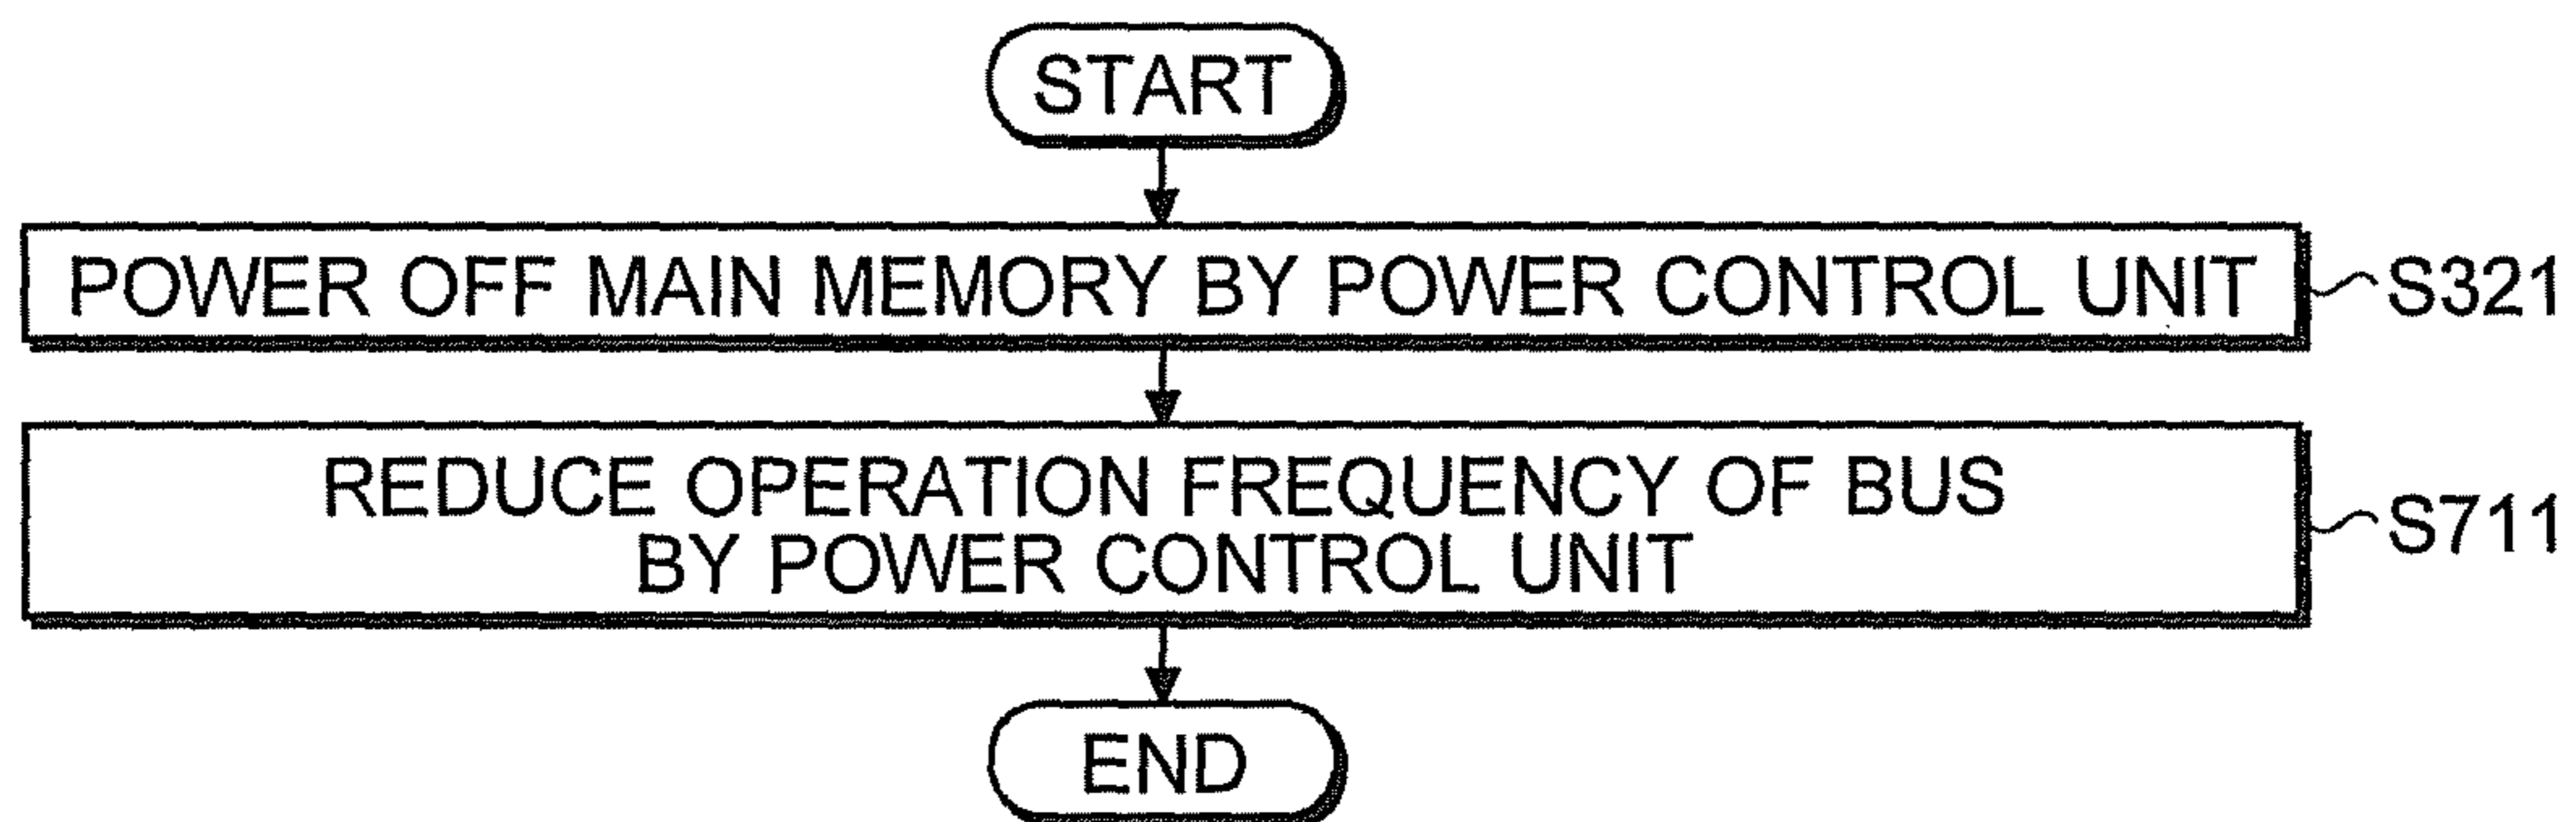 START
POWER OFF MAIN MEMORY BY POWER CONTROL UNIT
S321
REDUCE OPERATION FREQUENCY OF BUS
BY POWER CONTROL UNIT
S711
END